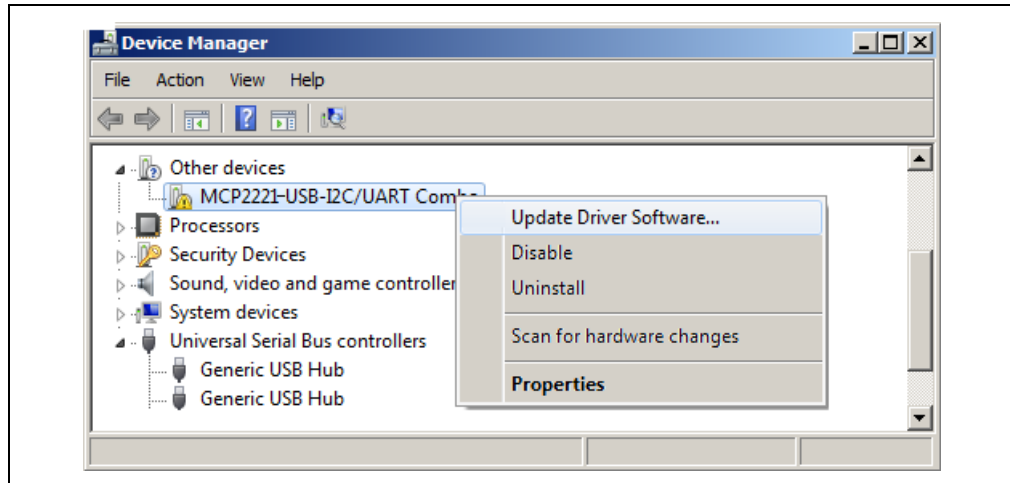 Device Manager
File Action View Help
Other devices
MCP2221-USB-I2C/UART
Processors
Security Devices
Sound, video and game controller
System devices
Universal Serial Bus controllers
Generic USB Hub
Generic USB Hub
Update Driver Software...
Disable
Uninstall
Scan for hardware changes
Properties